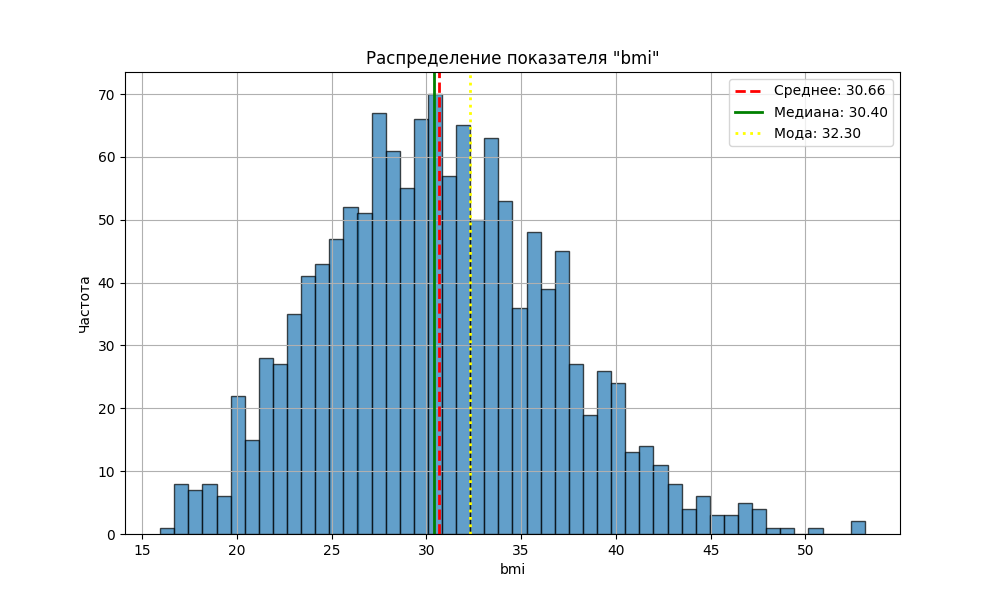 Распределение показателя "bmi"
Среднее: 30.66
Медиана: 30.40
Мода: 32.30
Частота
70
60
50
40
30
20
10
0
15 20 25 30 35 40 45 50
bmi